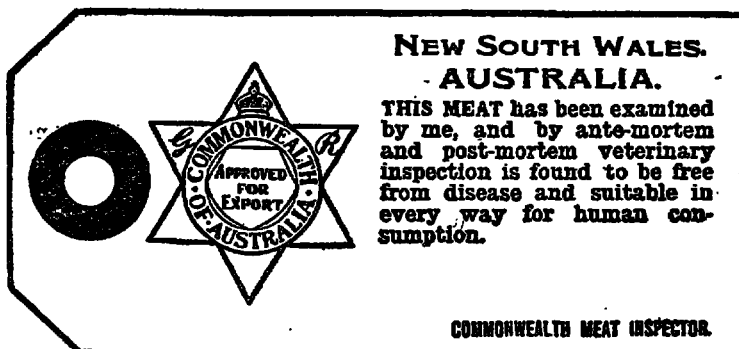 NEW SOUTH WALES.
AUSTRALIA.
THIS MEAT has been examined
by me, and by ante-mortem
and post-mortem veterinary
inspection is found to be free
from disease and suitable in
every way for human con-
sumption.
G R
COMMONWEALTH
OF AUSTRALIA
APPROVED
FOR
EXPORT
COMMONWEALTH MEAT INSPECTOR.